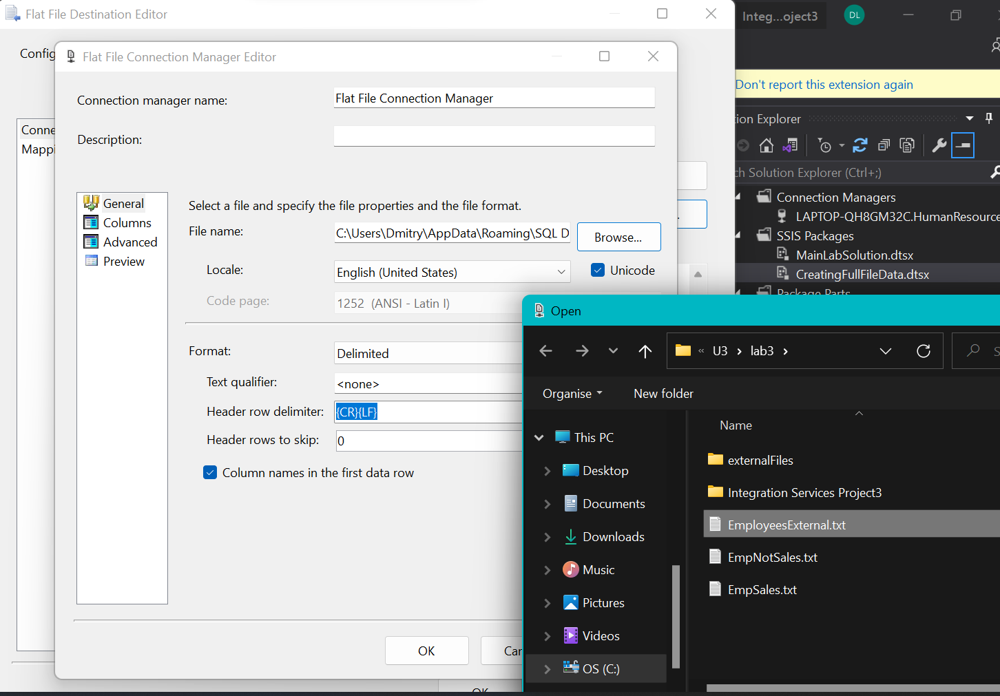 Flat File Destination Editor
Integ...oject3
DL
Config
Flat File Connection Manager Editor
Don't report this extension again
Connection manager name:
Flat File Connection Manager
Description:
Conne
Mappi
General
Columns
Advanced
Preview
Select a file and specify the file properties and the file format.
File name:
C:\Users\Dmitry\AppData\Roaming\SQL D
Browse...
Locale:
English (United States)
Unicode
Code page:
1252 (ANSI - Latin I)
Format:
Delimited
Text qualifier:
<none>
Header row delimiter:
{CR}{LF}
Header rows to skip:
0
Column names in the first data row
OK
Can
OK
tion Explorer
ch Solution Explorer (Ctrl+;)
Connection Managers
LAPTOP-QH8GM32C.HumanResource
SSIS Packages
MainLabSolution.dtsx
CreatingFullFileData.dtsx
Package Parts
Open
« U3 › lab3 ›
S
Organise
New folder
This PC
Desktop
Documents
Downloads
Music
Pictures
Videos
OS (C:)
Name
externalFiles
Integration Services Project3
EmployeesExternal.txt
EmpNotSales.txt
EmpSales.txt